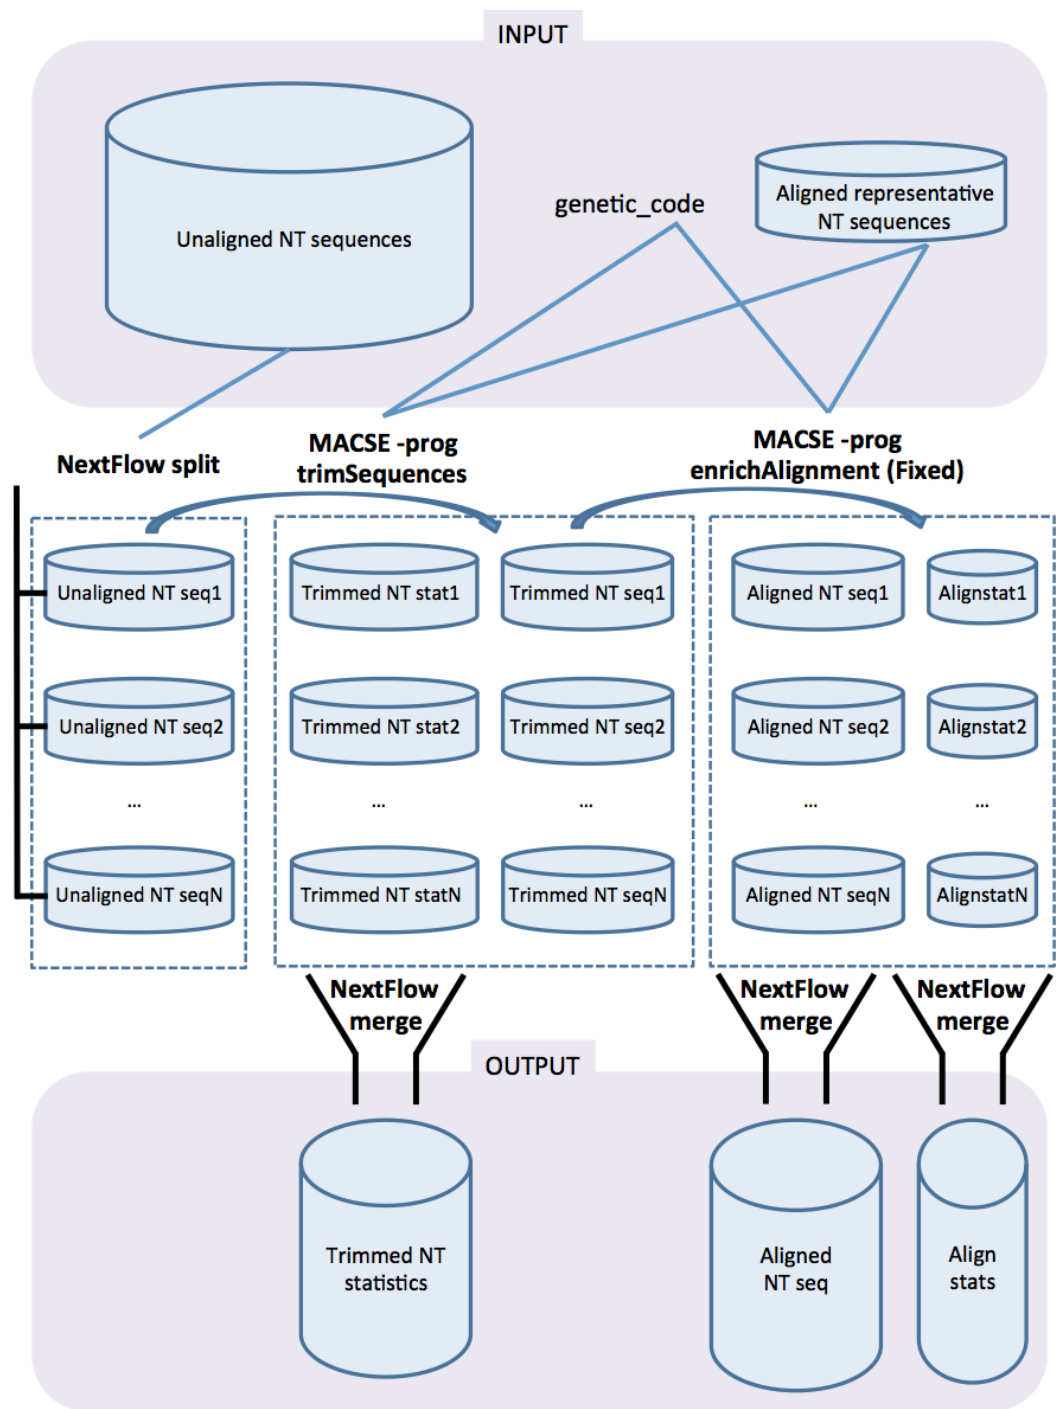 INPUT
Unaligned NT sequences
genetic_code
Aligned representative
NT sequences
NextFlow split
MACSE -prog
trimSequences
MACSE -prog
enrichAlignment (Fixed)
Unaligned NT seq1
Trimmed NT stat1
Trimmed NT seq1
Aligned NT seq1
Alignstat1
Unaligned NT seq2
Trimmed NT stat2
Trimmed NT seq2
Aligned NT seq2
Alignstat2
...
...
...
...
...
Unaligned NT seqN
Trimmed NT statN
Trimmed NT seqN
Aligned NT seqN
AlignstatN
NextFlow
merge
NextFlow
merge
NextFlow
merge
OUTPUT
Trimmed NT
statistics
Aligned
NT seq
Align
stats